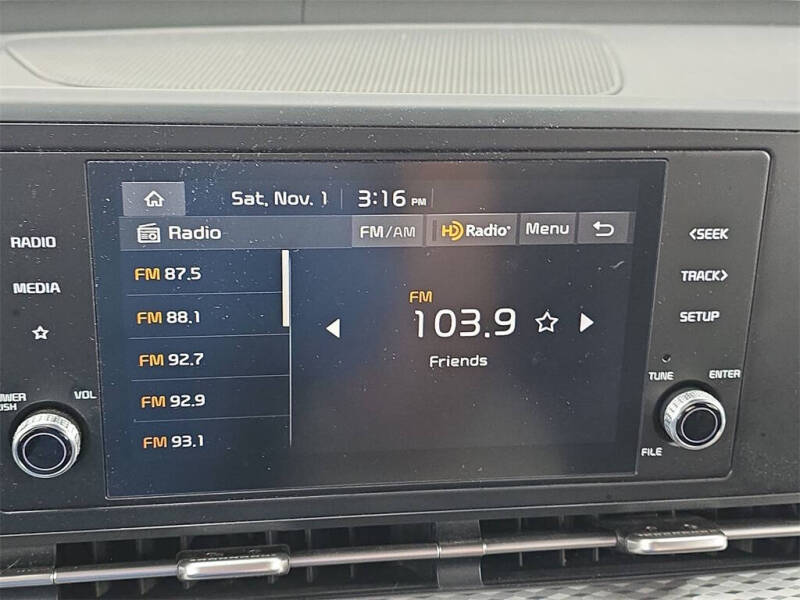 Sat, Nov. 1 3:16 PM
Radio FM/AM HD Radio Menu
FM 87.5
FM 88.1
FM 92.7
FM 92.9
FM 93.1
FM
103.9
Friends
RADIO
MEDIA
VOL
<SEEK
TRACK>
SETUP
TUNE
ENTER
FILE